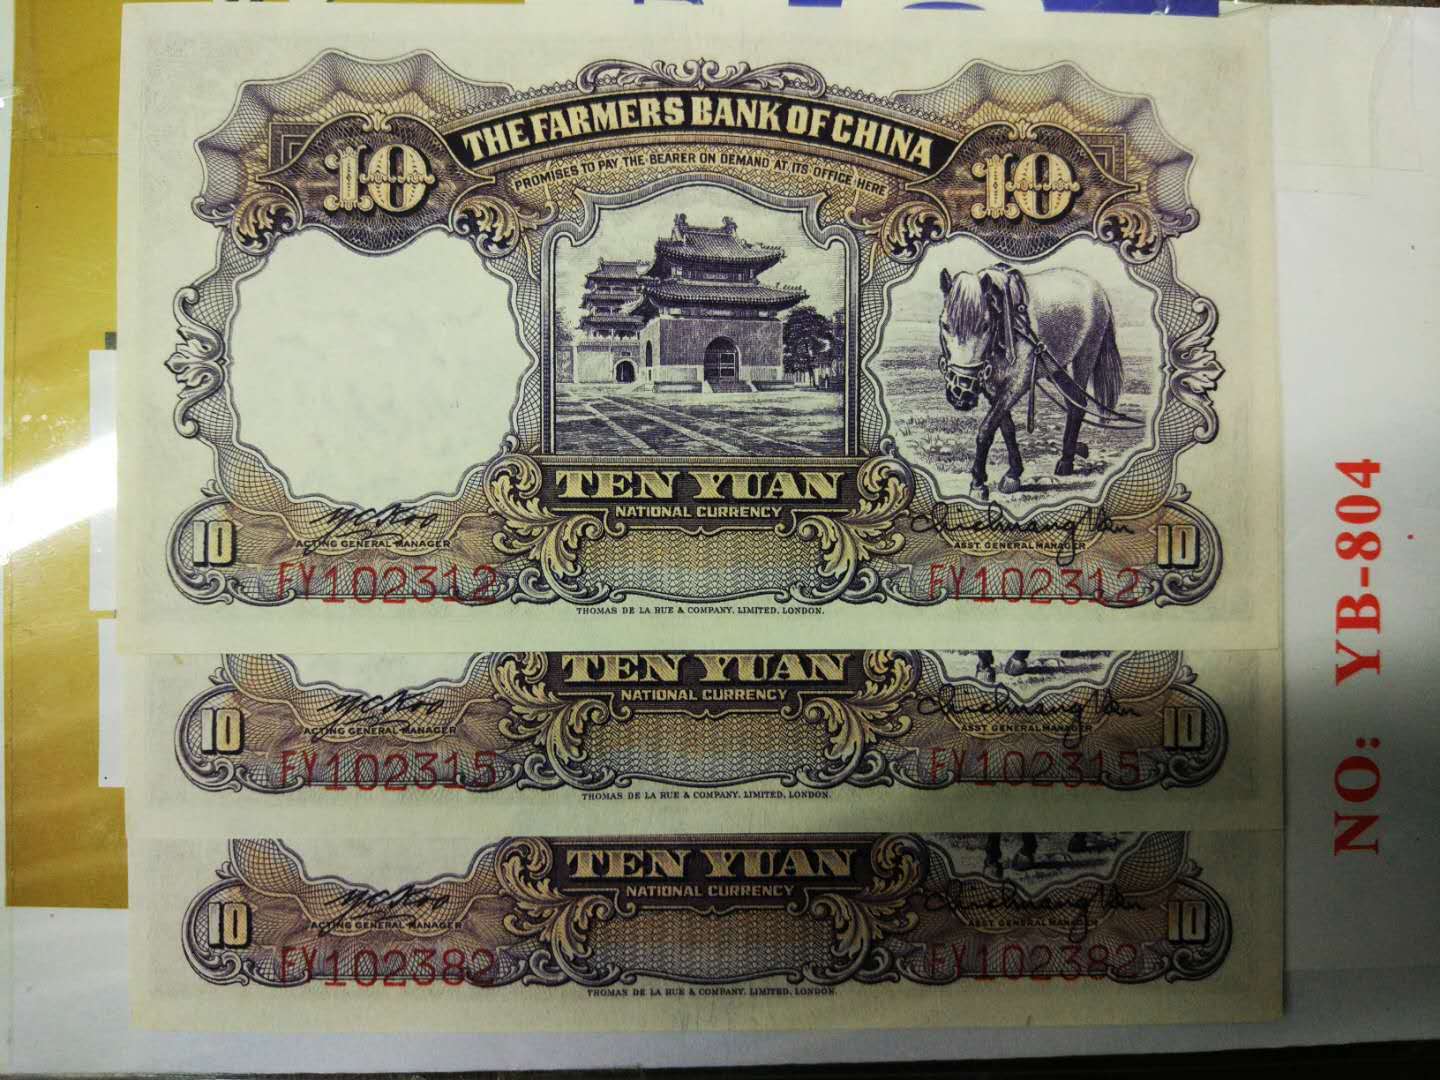 THE FARMERS BANK OF CHINA
PROMISES TO PAY THE BEARER ON DEMAND AT ITS OFFICE HERE
10 10
TEN YUAN
NATIONAL CURRENCY
ACTING GENERAL MANAGER ASST. GENERAL MANAGER
10 10
FY102312 FY102312
THOMAS DE LA RUE & COMPANY, LIMITED, LONDON.
TEN YUAN
NATIONAL CURRENCY
ACTING GENERAL MANAGER ASST GENERAL MANAGER
10 10
FY102315 FY102315
THOMAS DE LA RUE & COMPANY, LIMITED, LONDON.
TEN YUAN
NATIONAL CURRENCY
ACTING GENERAL MANAGER ASST GENERAL MANAGER
10 10
FY102382 FY102382
THOMAS DE LA RUE & COMPANY, LIMITED, LONDON.
NO: YB-804